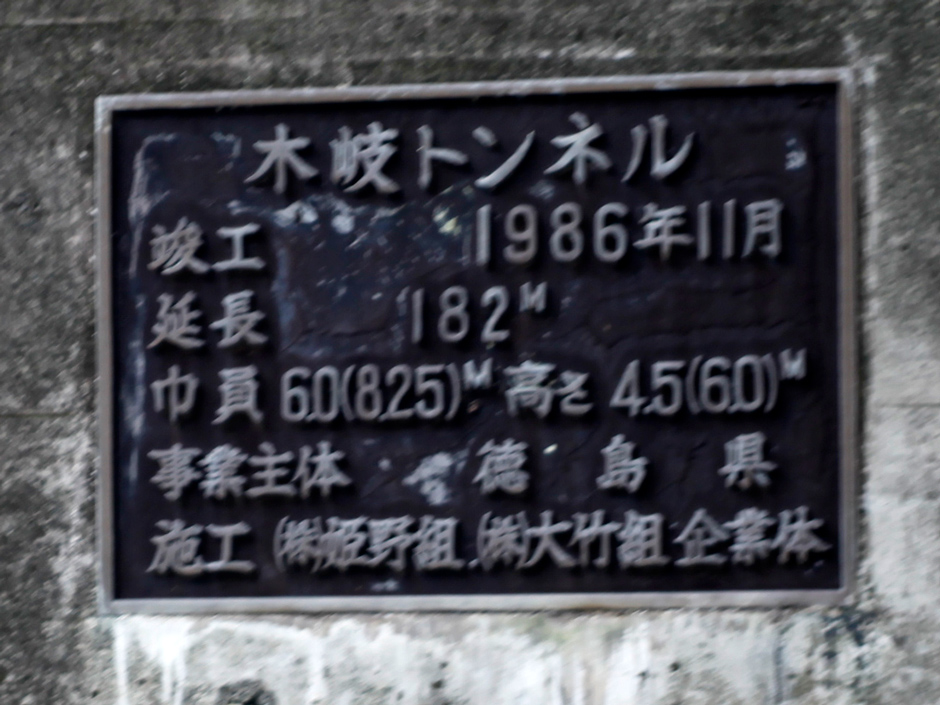 木岐トンネル
竣工 1986年11月
延長 182M
巾員 6.0(8.25)M 高さ 4.5(6.0)M
事業主体 徳島県
施工 ㈱姫野組 ㈱大竹組 企業体